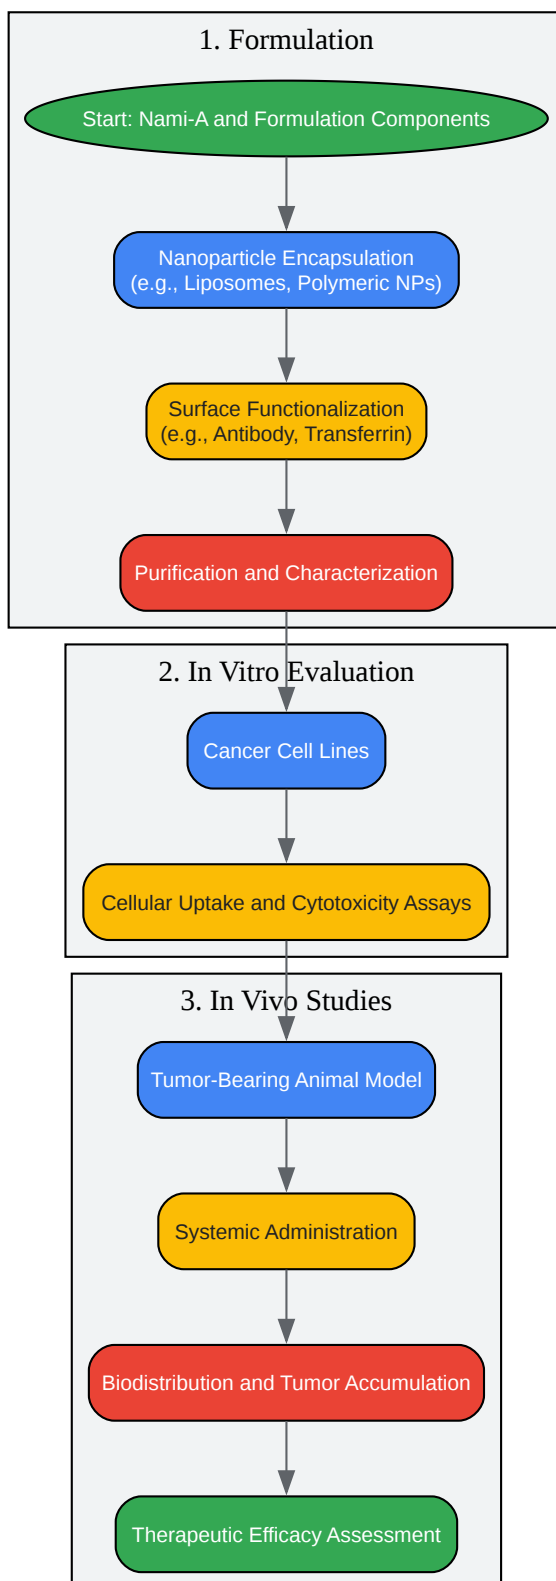 1. Formulation
Start: Nami-A and Formulation Components
Nanoparticle Encapsulation
(e.g., Liposomes, Polymeric NPs)
Surface Functionalization
(e.g., Antibody, Transferrin)
Purification and Characterization
2. In Vitro Evaluation
Cancer Cell Lines
Cellular Uptake and Cytotoxicity Assays
3. In Vivo Studies
Tumor-Bearing Animal Model
Systemic Administration
Biodistribution and Tumor Accumulation
Therapeutic Efficacy Assessment